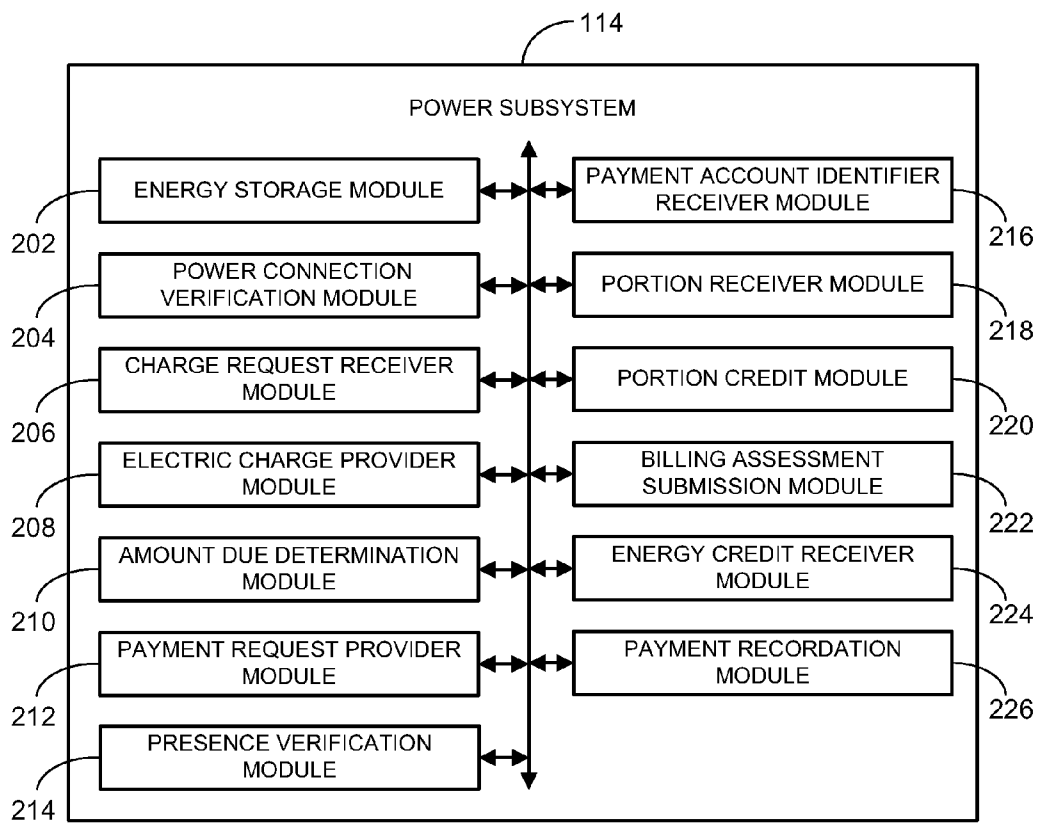 114
POWER SUBSYSTEM
ENERGY STORAGE MODULE
202
POWER CONNECTION
VERIFICATION MODULE
204
CHARGE REQUEST RECEIVER
MODULE
206
ELECTRIC CHARGE PROVIDER
MODULE
208
AMOUNT DUE DETERMINATION
MODULE
210
PAYMENT REQUEST PROVIDER
MODULE
212
PRESENCE VERIFICATION
MODULE
214
PAYMENT ACCOUNT IDENTIFIER
RECEIVER MODULE
216
PORTION RECEIVER MODULE
218
PORTION CREDIT MODULE
220
BILLING ASSESSMENT
SUBMISSION MODULE
222
ENERGY CREDIT RECEIVER
MODULE
224
PAYMENT RECORDATION
MODULE
226